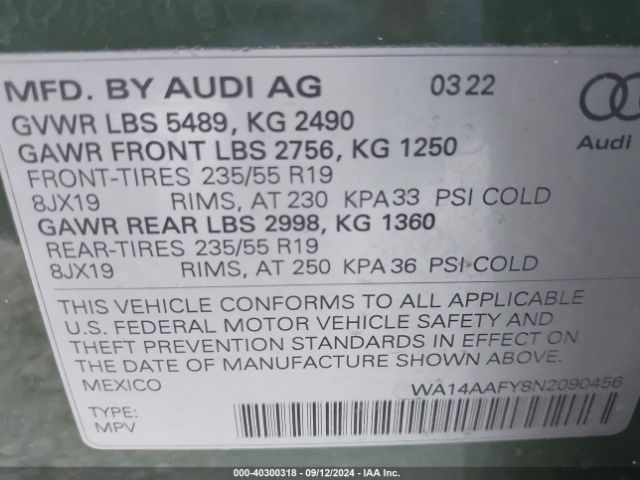 MFD. BY AUDI AG 03 22
GVWR LBS 5489, KG 2490
GAWR FRONT LBS 2756, KG 1250
FRONT-TIRES 235/55 R19
8JX19 RIMS, AT 230 KPA 33 PSI COLD
GAWR REAR LBS 2998, KG 1360
REAR-TIRES 235/55 R19
8JX19 RIMS, AT 250 KPA 36 PSI COLD
Audi
THIS VEHICLE CONFORMS TO ALL APPLICABLE
U.S. FEDERAL MOTOR VEHICLE SAFETY AND
THEFT PREVENTION STANDARDS IN EFFECT ON
THE DATE OF MANUFACTURE SHOWN ABOVE.
MEXICO
WA14AAFY8N2090456
TYPE:
MPV
000-40300318 - 09/12/2024 - IAA Inc.